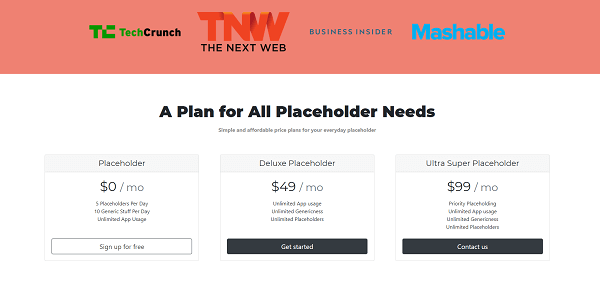 TC TechCrunch
TNW
THE NEXT WEB
BUSINESS INSIDER
Mashable
A Plan for All Placeholder Needs
Simple and affordable price plans for your everyday placeholder
Placeholder
$0 / mo
5 Placeholders Per Day
10 Generic Stuff Per Day
Unlimited App Usage
Sign up for free
Deluxe Placeholder
$49 / mo
Unlimited App usage
Unlimited Genericness
Unlimited Placeholders
Get started
Ultra Super Placeholder
$99 / mo
Priority Placeholding
Unlimited App usage
Unlimited Genericness
Unlimited Placeholders
Contact us